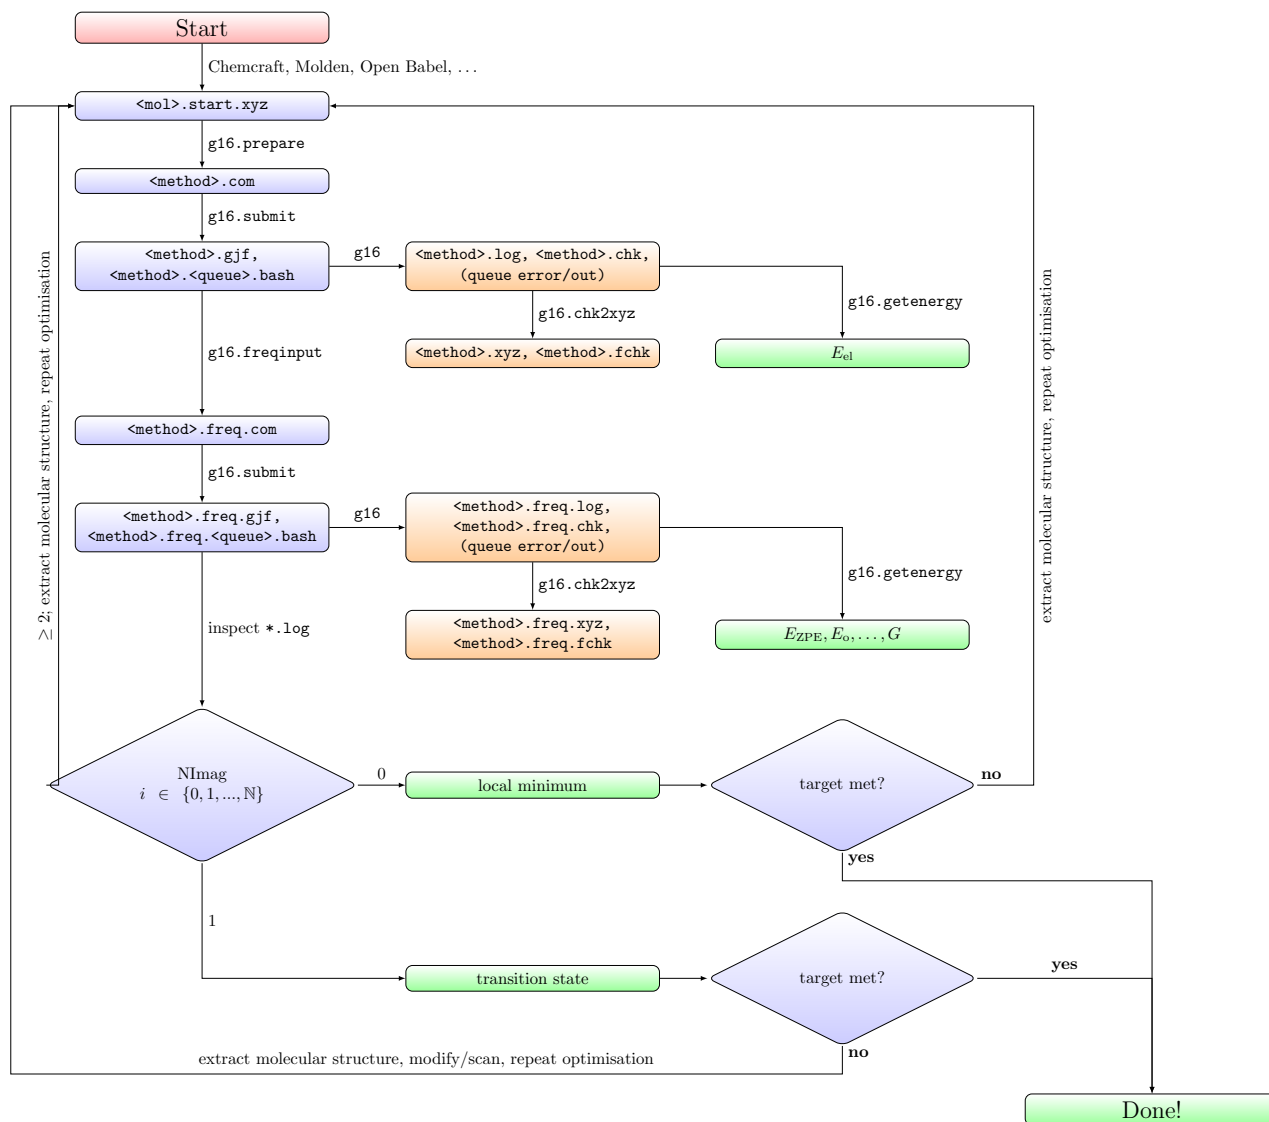 Start
Chemcraft, Molden, Open Babel, ...
<mol>.start.xyz
g16.prepare
<method>.com
g16.submit
<method>.gjf,
<method>.<queue>.bash
g16
<method>.log, <method>.chk,
(queue error/out)
g16.getenergy
g16.chk2xyz
<method>.xyz, <method>.fchk
E_el
g16.freqinput
<method>.freq.com
g16.submit
<method>.freq.gjf,
<method>.freq.<queue>.bash
g16
<method>.freq.log,
<method>.freq.chk,
(queue error/out)
g16.getenergy
g16.chk2xyz
<method>.freq.xyz,
<method>.freq.fchk
E_ZPE, E_o, ..., G
inspect *.log
≥ 2; extract molecular structure, repeat optimisation
extract molecular structure, repeat optimisation
NImag
i ∈ {0, 1, ..., ℕ}
0
local minimum
target met?
no
yes
1
transition state
target met?
yes
no
extract molecular structure, modify/scan, repeat optimisation
Done!